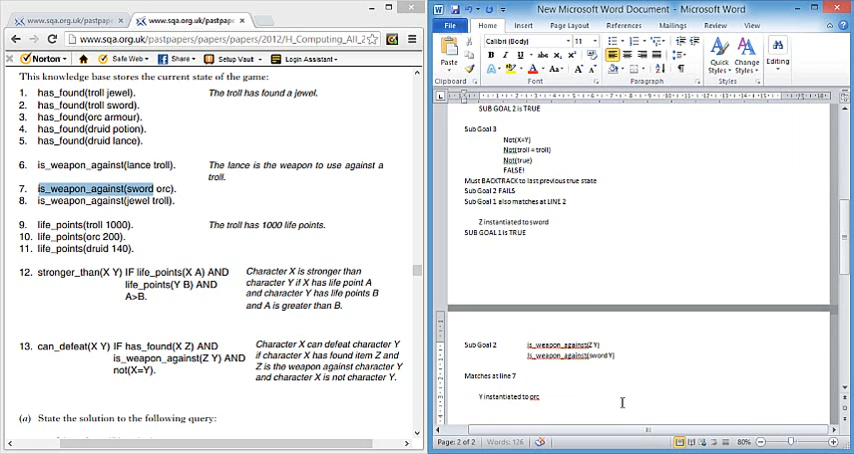 www.sqa.org.uk/pastpape
www.sqa.org.uk/pastpape
www.sqa.org.uk/pastpapers/papers/papers/2012/H_Computing_All_2
Norton
Safe Web
Share
Setup Vault
Login Assistant
This knowledge base stores the current state of the game:
1. has_found(troll jewel). The troll has found a jewel.
2. has_found(troll sword).
3. has_found(orc armour).
4. has_found(druid potion).
5. has_found(druid lance).
6. is_weapon_against(lance troll). The lance is the weapon to use against a
troll.
7. is_weapon_against(sword orc).
8. is_weapon_against(jewel troll).
9. life_points(troll 1000). The troll has 1000 life points.
10. life_points(orc 200).
11. life_points(druid 140).
12. stronger_than(X Y) IF life_points(X A) AND Character X is stronger than
life_points(Y B) AND character Y if X has life point A
A>B. and character Y has life points B
and A is greater than B.
13. can_defeat(X Y) IF has_found(X Z) AND Character X can defeat character Y
is_weapon_against(Z Y) AND if character X has found item Z and
not(X=Y). Z is the weapon against character Y
and character X is not character Y.
(a) State the solution to the following query:
New Microsoft Word Document - Microsoft Word
File Home Insert Page Layout References Mailings Review View
Calibri (Body) 11
Paste
Clipboard
Font
Paragraph
Quick Styles
Change Styles
Styles
Editing
SUB GOAL 2 is TRUE
Sub Goal 3
Not(X=Y)
Not(troll = troll)
Not(true)
FALSE!
Must BACKTRACK to last previous true state
Sub Goal 2 FAILS
Sub Goal 1 also matches at LINE 2
Z instantiated to sword
SUB GOAL 1 is TRUE
Sub Goal 2 is_weapon_against(Z Y)
Is_weapon_against(sword Y)
Matches at line 7
Y instantiated to orc
Page: 2 of 2 Words: 126 80%